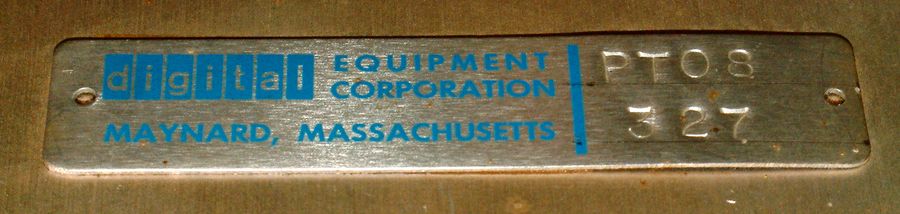 digital EQUIPMENT CORPORATION
MAYNARD, MASSACHUSETTS
PT08
327